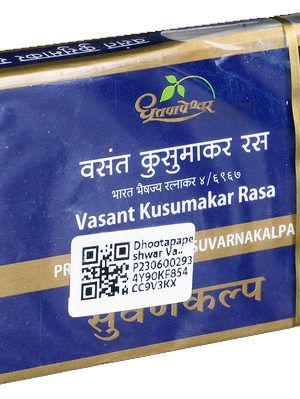 धूतपापेश्वर
वसंत कुसुमाकर रस
भारत भैषज्य रत्नाकर ४/६९६७
Vasant Kusumakar Rasa
SUVARNAKALPA
Dhootapape
shwar Va..
P230600293
4Y90KF854
CC9V3KX
सुवर्णकल्प